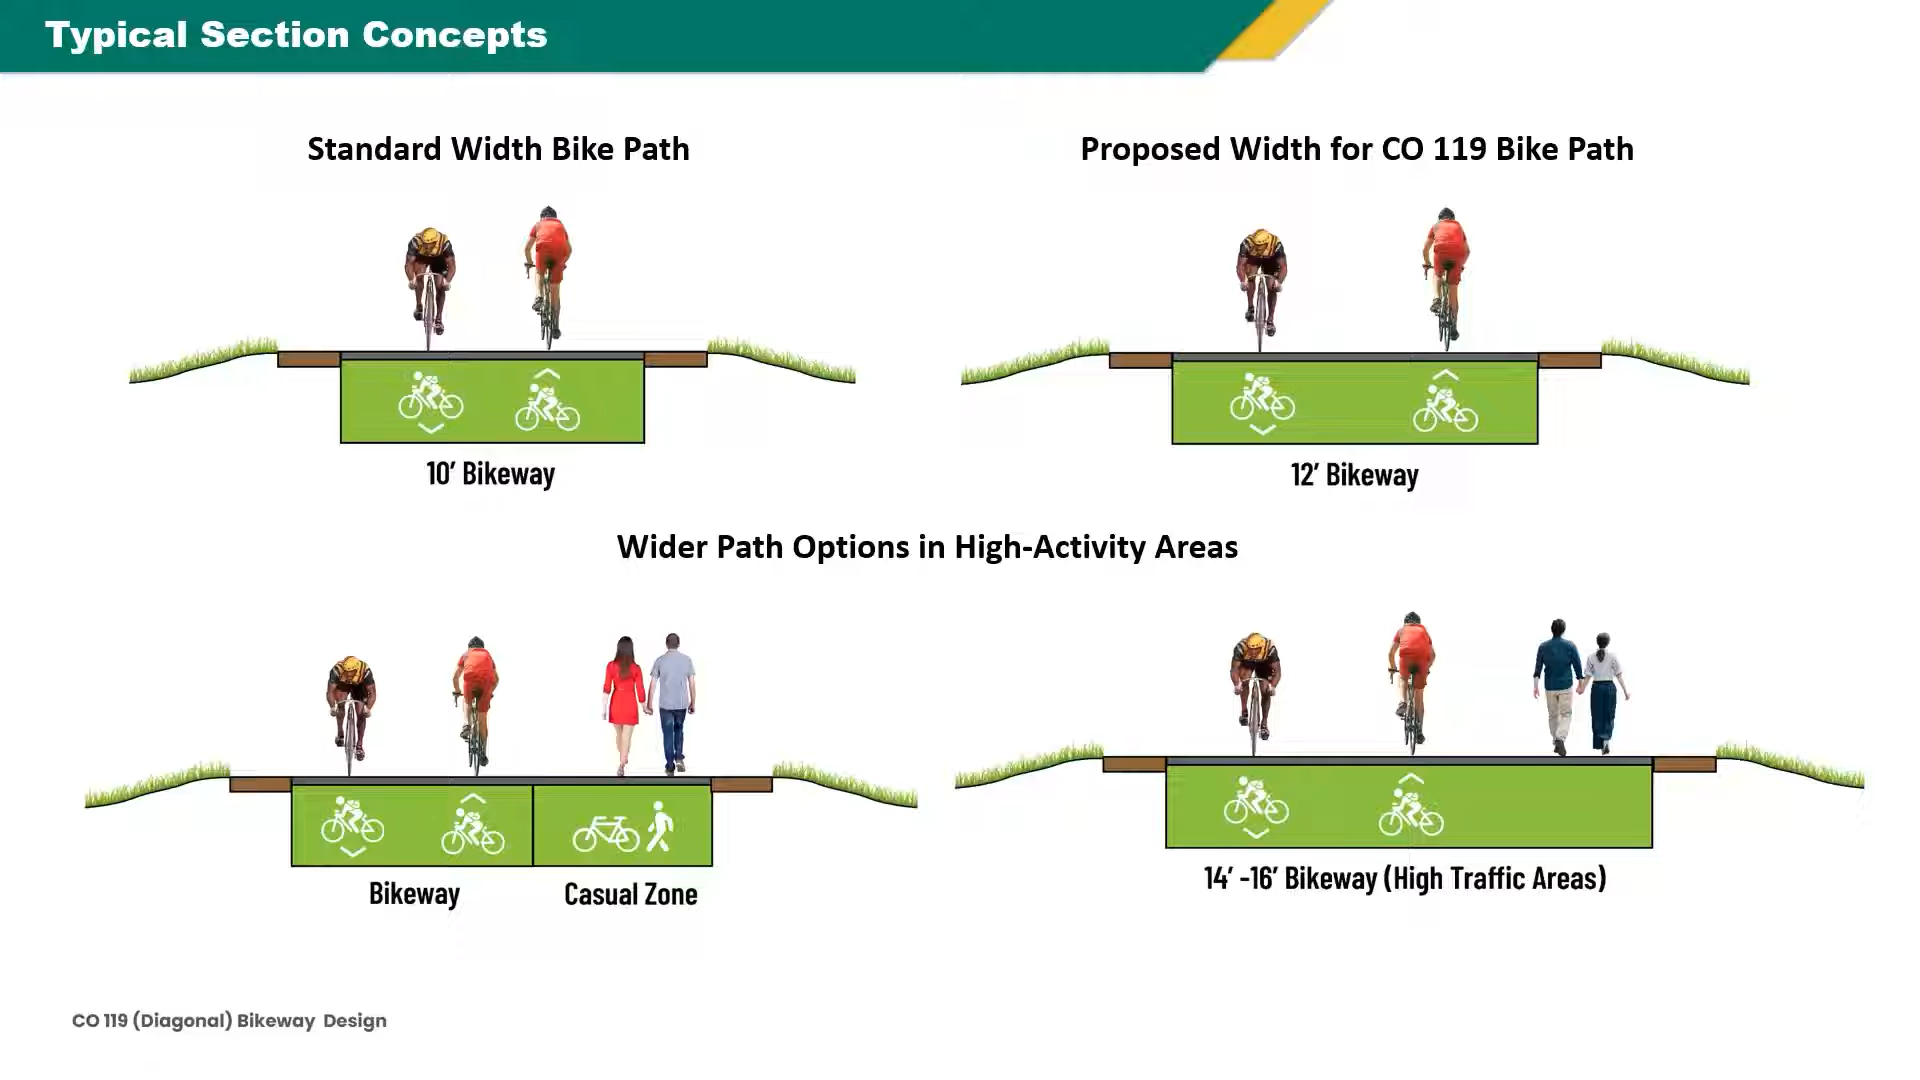 Typical Section Concepts
Standard Width Bike Path
Proposed Width for CO 119 Bike Path
10’ Bikeway
12’ Bikeway
Wider Path Options in High-Activity Areas
Bikeway
Casual Zone
14’ -16’ Bikeway (High Traffic Areas)
CO 119 (Diagonal) Bikeway Design